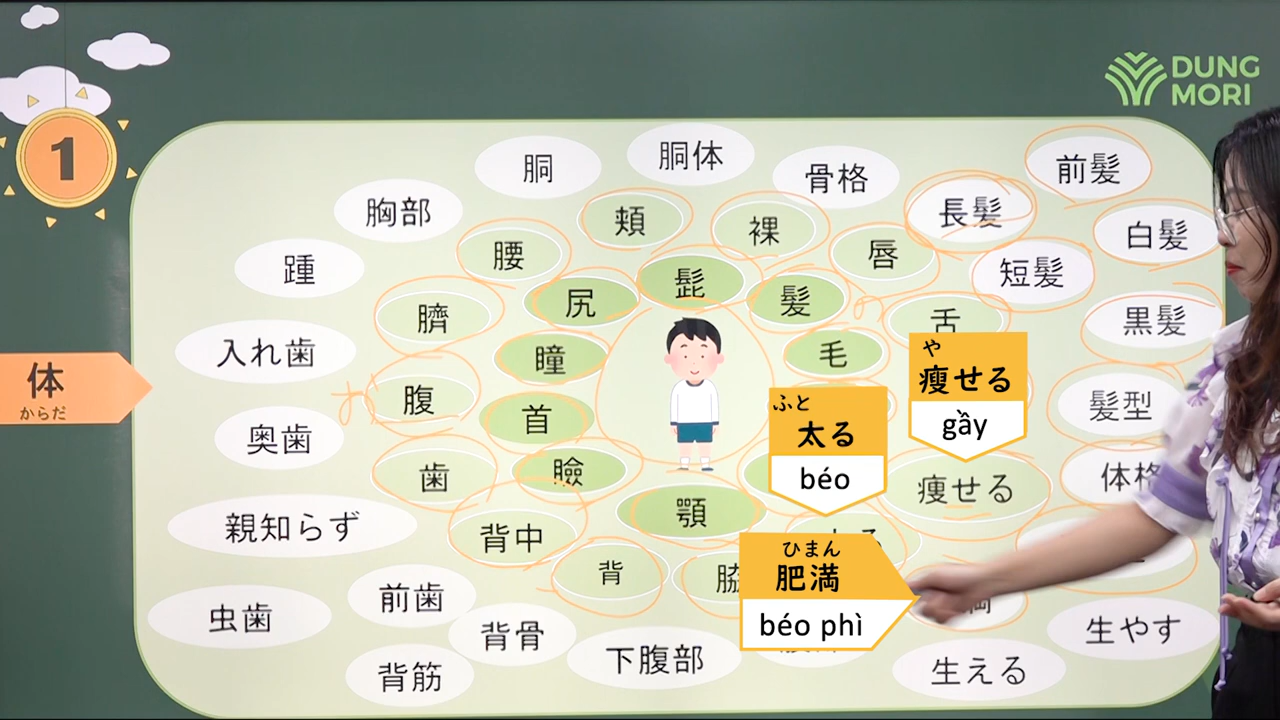 1
DUNG
MORI
体
からだ
胴
胴体
骨格
前髪
胸部
頬
裸
長髪
白髪
腰
唇
短髪
踵
尻
髭
髪
臍
舌
黒髪
入れ歯
瞳
毛
や
痩せる
gầy
腹
首
ふと
太る
béo
髪型
奥歯
歯
瞼
痩せる
体格
親知らず
背中
顎
ひまん
肥満
béo phì
背
虫歯
前歯
背骨
下腹部
生やす
背筋
生える